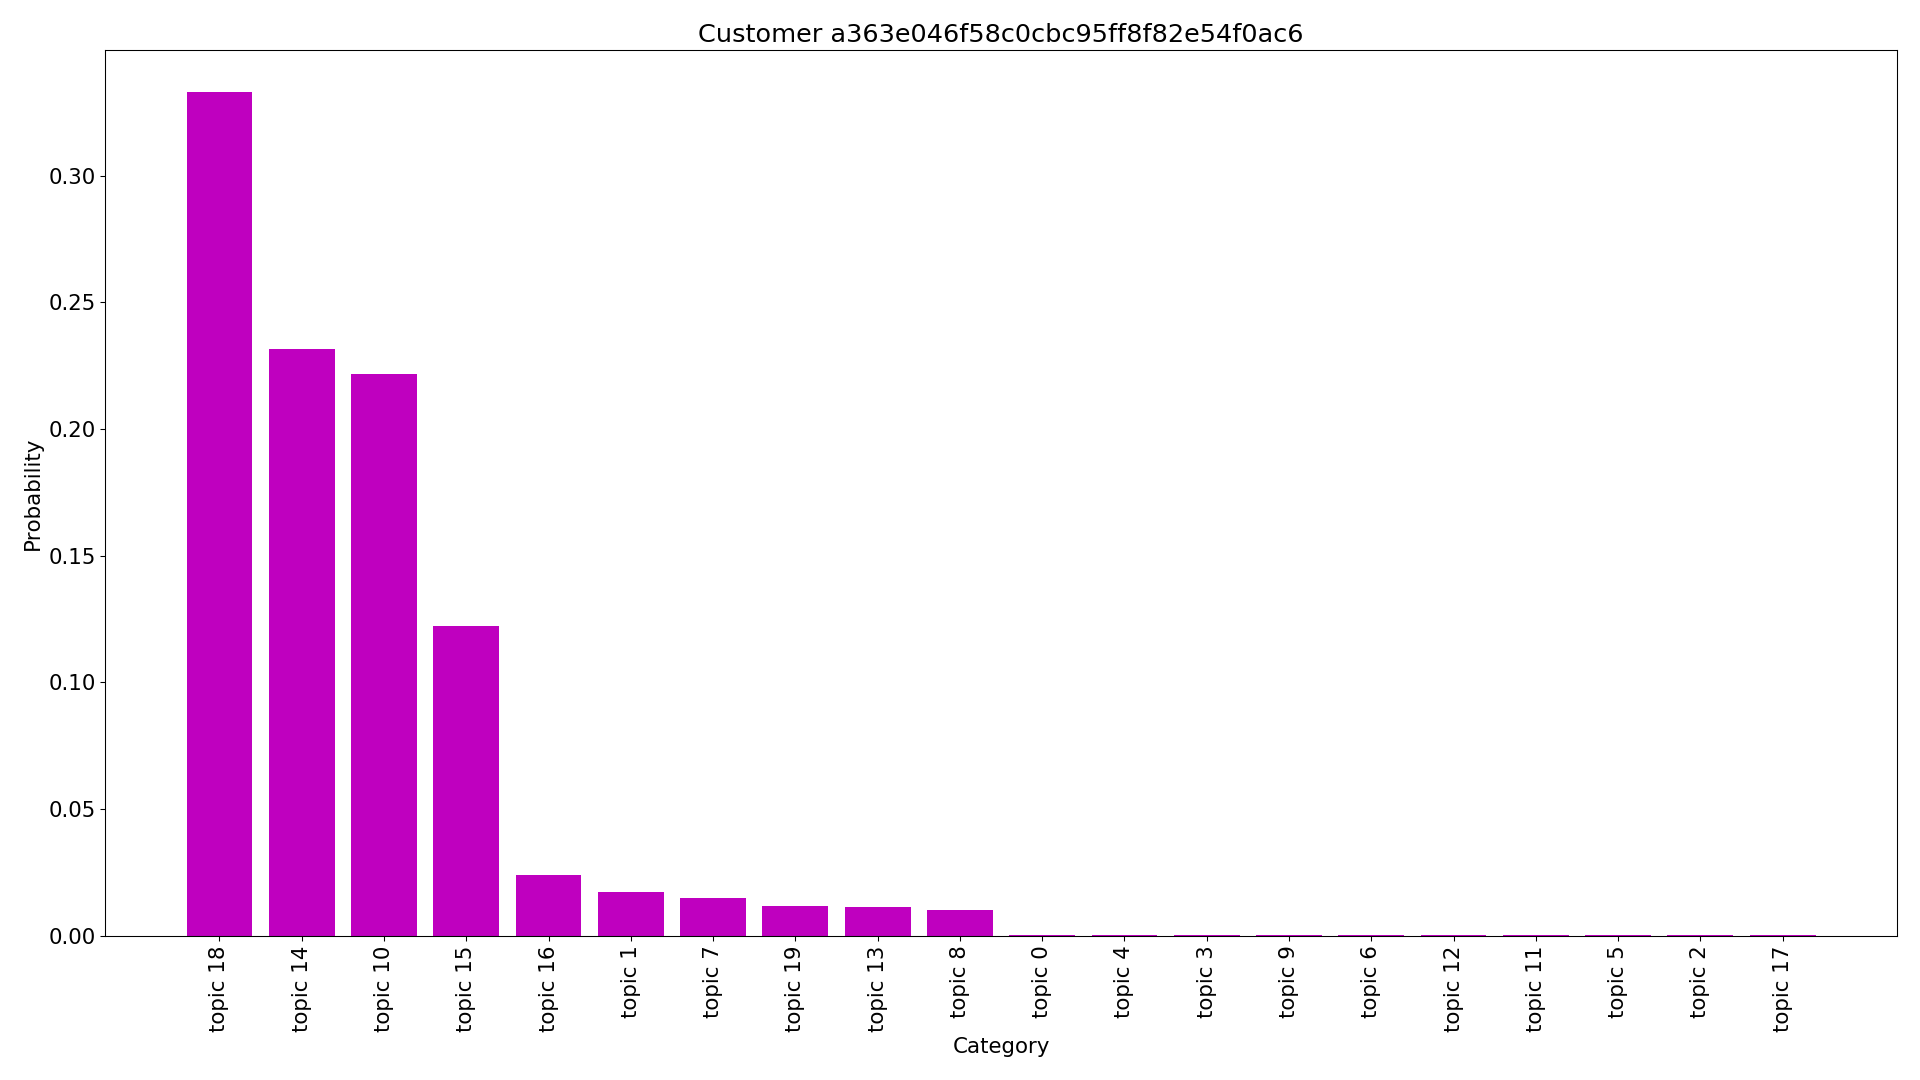 Customer a363e046f58c0cbc95ff8f82e54f0ac6
Probability
0.30
0.25
0.20
0.15
0.10
0.05
0.00
topic 18
topic 14
topic 10
topic 15
topic 16
topic 1
topic 7
topic 19
topic 13
topic 8
topic 0
topic 4
topic 3
topic 9
topic 6
topic 12
topic 11
topic 5
topic 2
topic 17
Category